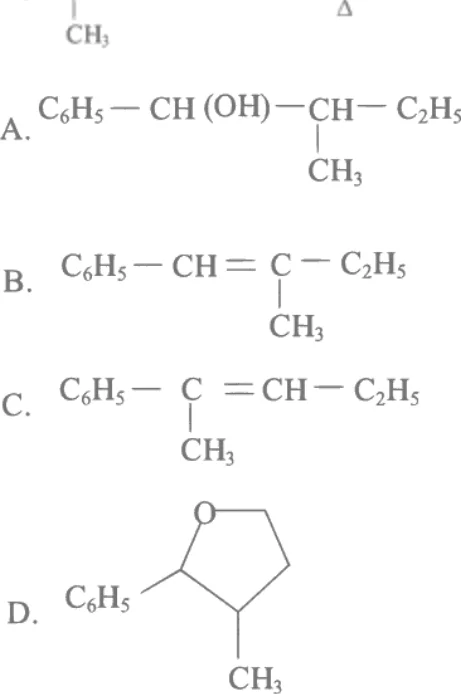 Δ
CH₃
C₆H₅ — CH (OH) — CH — C₂H₅
A.
CH₃
B. C₆H₅ — CH = C — C₂H₅
CH₃
C. C₆H₅ — C = CH — C₂H₅
CH₃
O
D. C₆H₅
CH₃